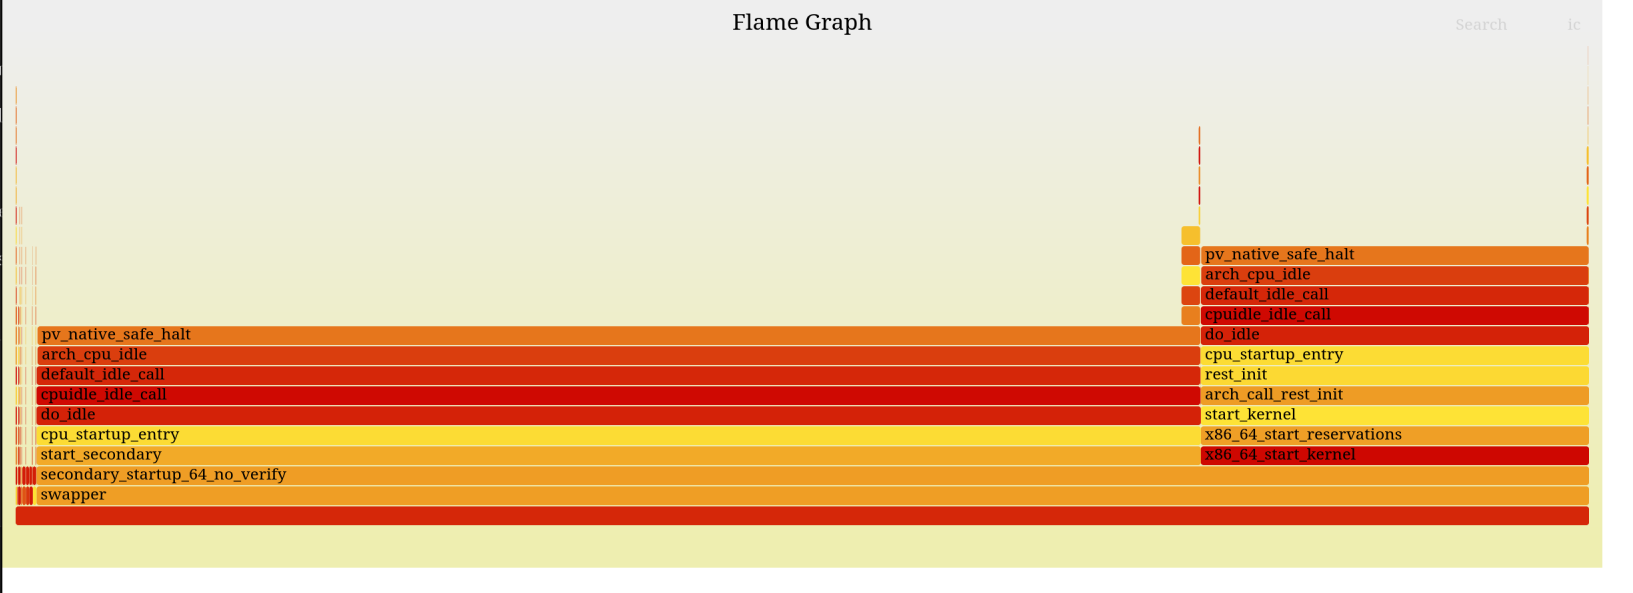 Flame Graph
Search ic
pv_native_safe_halt
arch_cpu_idle
default_idle_call
cpuidle_idle_call
pv_native_safe_halt do_idle
arch_cpu_idle cpu_startup_entry
default_idle_call rest_init
cpuidle_idle_call arch_call_rest_init
do_idle start_kernel
cpu_startup_entry x86_64_start_reservations
start_secondary x86_64_start_kernel
secondary_startup_64_no_verify
swapper